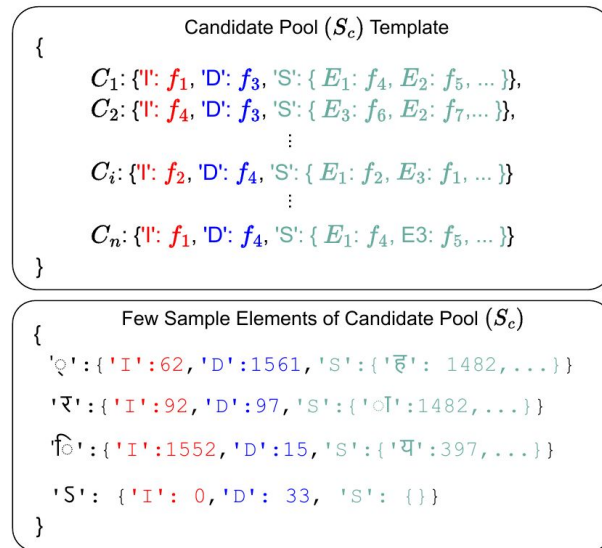 Candidate Pool (S_c) Template
{
C_1: {'I': f_1, 'D': f_3, 'S': { E_1: f_4, E_2: f_5, ... }},
C_2: {'I': f_4, 'D': f_3, 'S': { E_3: f_6, E_2: f_7,... }},
⋮
C_i: {'I': f_2, 'D': f_4, 'S': { E_1: f_2, E_3: f_1, ... }}
⋮
C_n: {'I': f_1, 'D': f_4, 'S': { E_1: f_4, E3: f_5, ... }}
}
Few Sample Elements of Candidate Pool (S_c)
{
'़':{'I':62,'D':1561,'S':{'ह': 1482,...}}
'र':{'I':92,'D':97,'S':{'ा':1482,...}}
'ि':{'I':1552,'D':15,'S':{'य':397,...}}
'ऽ': {'I': 0,'D': 33, 'S': {}}
}